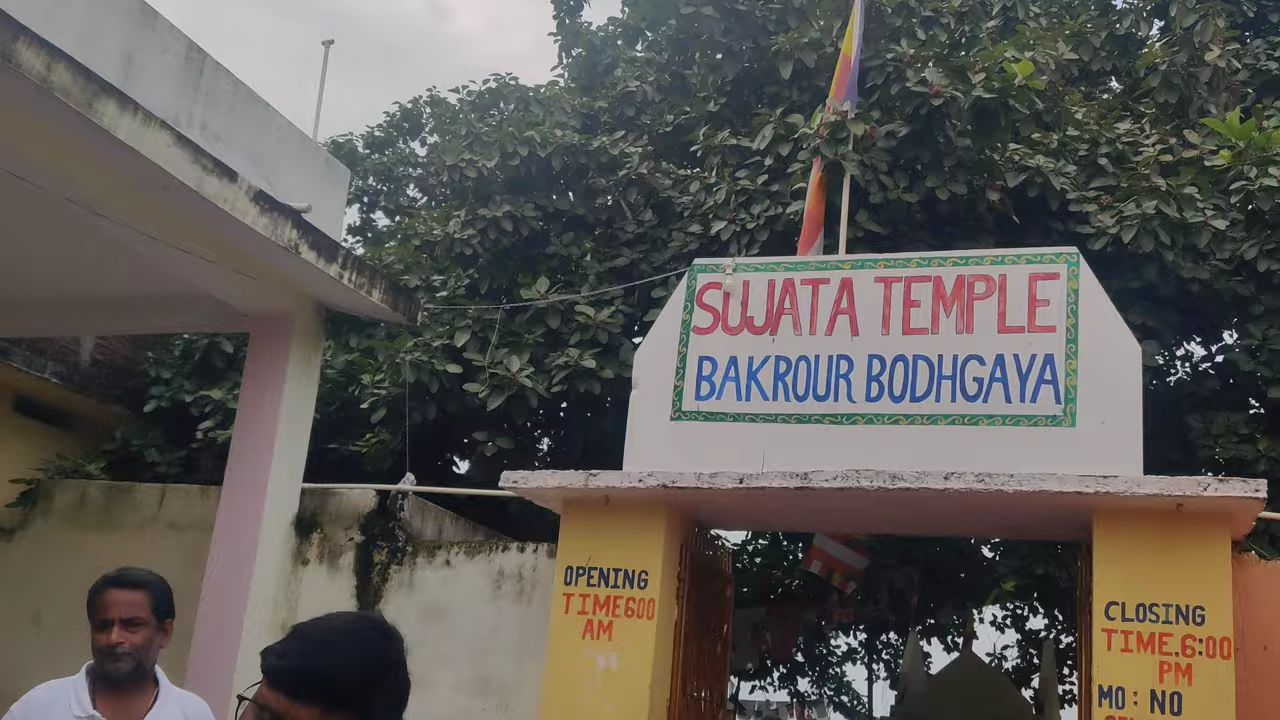 SUJATA TEMPLE
BAKROUR BODHGAYA
OPENING
TIME600
AM
CLOSING
TIME.6:00
PM
MO: NO